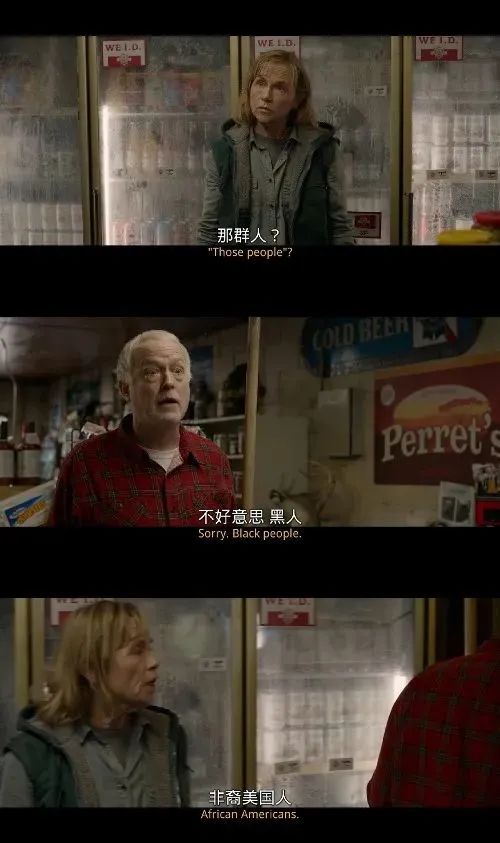 WE I.D.
WE I.D.
WE I.D.
那群人？
"Those people"?
COLD BEER
Perret's
不好意思 黑人
Sorry. Black people.
WE I.D.
WE I.D.
非裔美国人
African Americans.